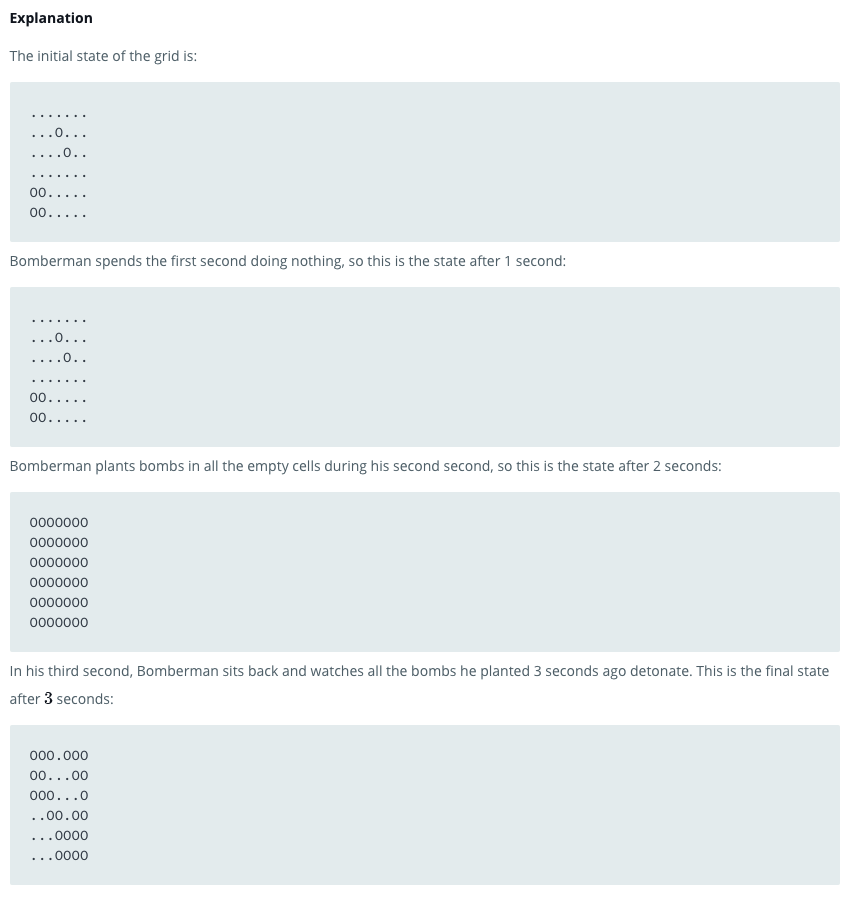 Explanation
The initial state of the grid is:
.......
...O...
....O..
.......
OO.....
OO.....
Bomberman spends the first second doing nothing, so this is the state after 1 second:
.......
...O...
....O..
.......
OO.....
OO.....
Bomberman plants bombs in all the empty cells during his second second, so this is the state after 2 seconds:
OOOOOOO
OOOOOOO
OOOOOOO
OOOOOOO
OOOOOOO
OOOOOOO
In his third second, Bomberman sits back and watches all the bombs he planted 3 seconds ago detonate. This is the final state
after 3 seconds:
OOO.OOO
OO...OO
OOO...O
..OO.OO
...OOOO
...OOOO